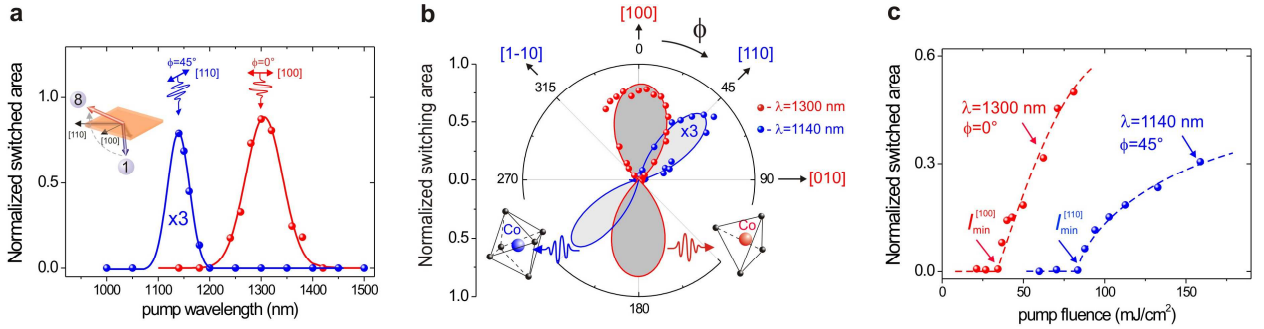 a
Normalized switched area
1.0
0.5
0.0
1000
1100
1200
1300
1400
1500
pump wavelength (nm)
ϕ=45°
[110]
ϕ=0°
[100]
8
[110]
[100]
1
x3
b
[100]
ϕ
[1-10]
[110]
0
45
315
270
90
180
[010]
Normalized switching area
1.0
0.5
0.0
0.5
1.0
- λ=1300 nm
- λ=1140 nm
x3
Co
Co
c
Normalized switched area
0.6
0.3
0.0
0
50
100
150
pump fluence (mJ/cm²)
λ=1300 nm
ϕ=0°
λ=1140 nm
ϕ=45°
I[100]min
I[110]min